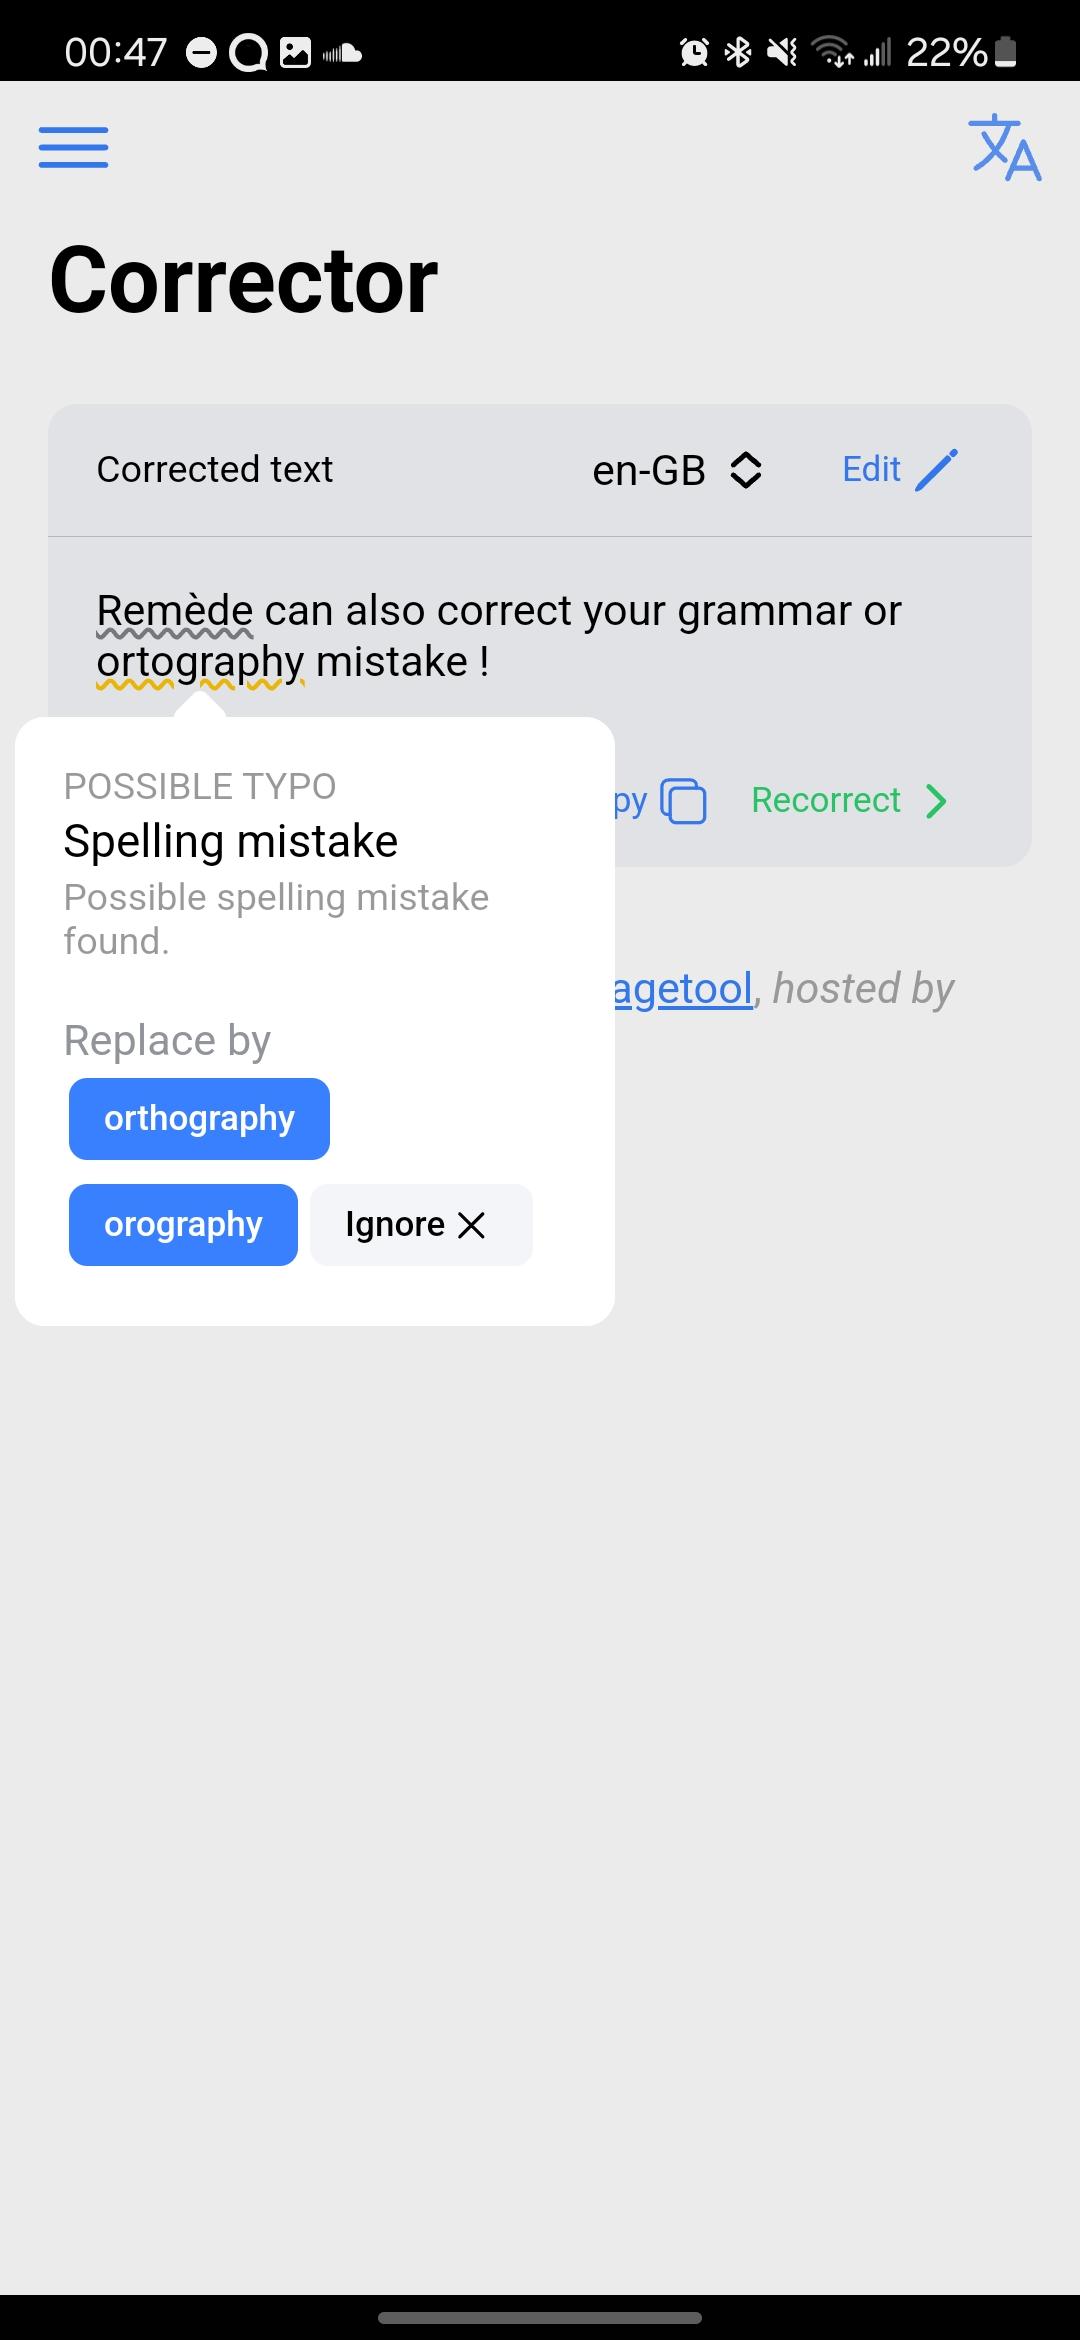 00:47 22%
Corrector
Corrected text en-GB Edit
Remède can also correct your grammar or
ortography mistake !
POSSIBLE TYPO
Spelling mistake
Possible spelling mistake
found.
py Recorrect
agetool, hosted by
Replace by
orthography
orography Ignore